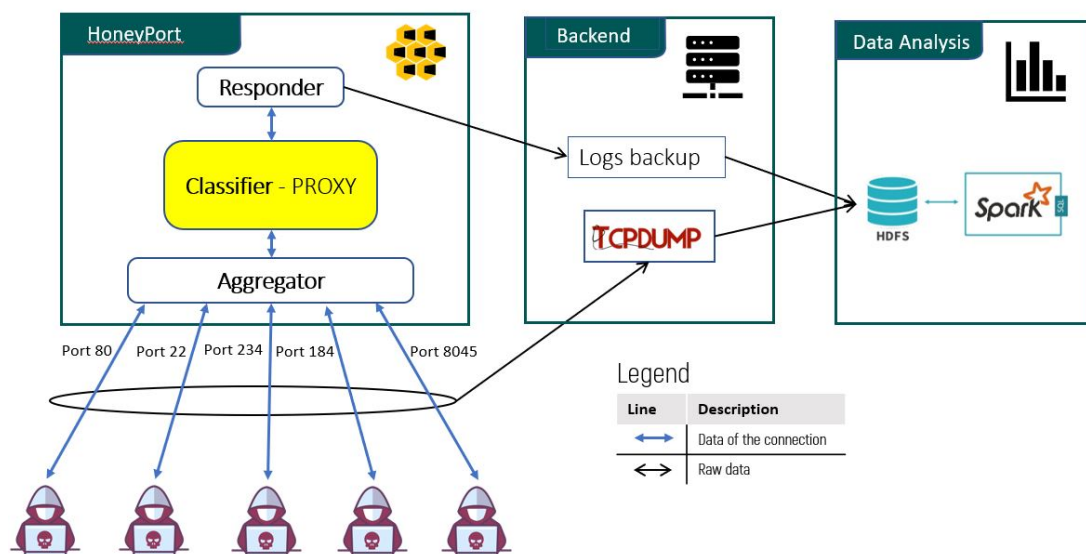 HoneyPort
Backend
Data Analysis
Responder
Classifier - PROXY
Logs backup
TCPDUMP
Spark
SQL
HDFS
Aggregator
Port 80
Port 22
Port 234
Port 184
Port 8045
Legend
Line Description
Data of the connection
Raw data